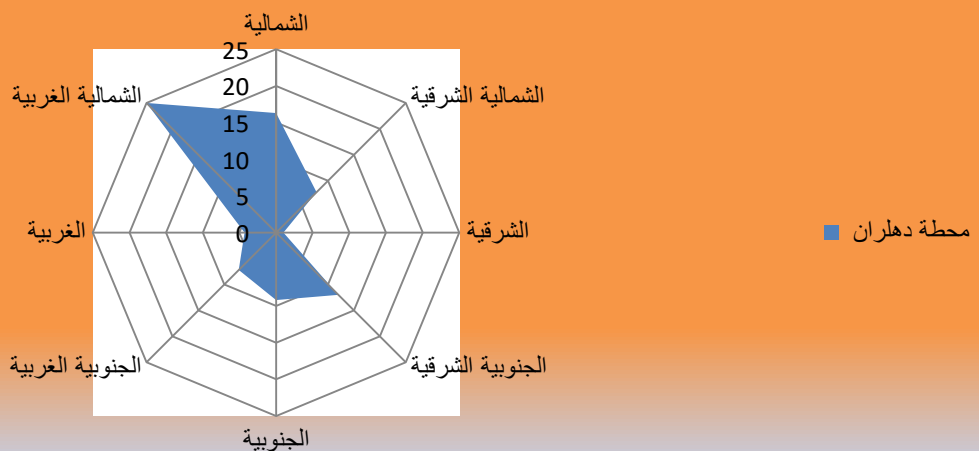 الشمالية
الشمالية الشرقية
الشرقية
الجنوبية الشرقية
الجنوبية
الجنوبية الغربية
الغربية
الشمالية الغربية
25
20
15
10
5
0
محطة دهلران